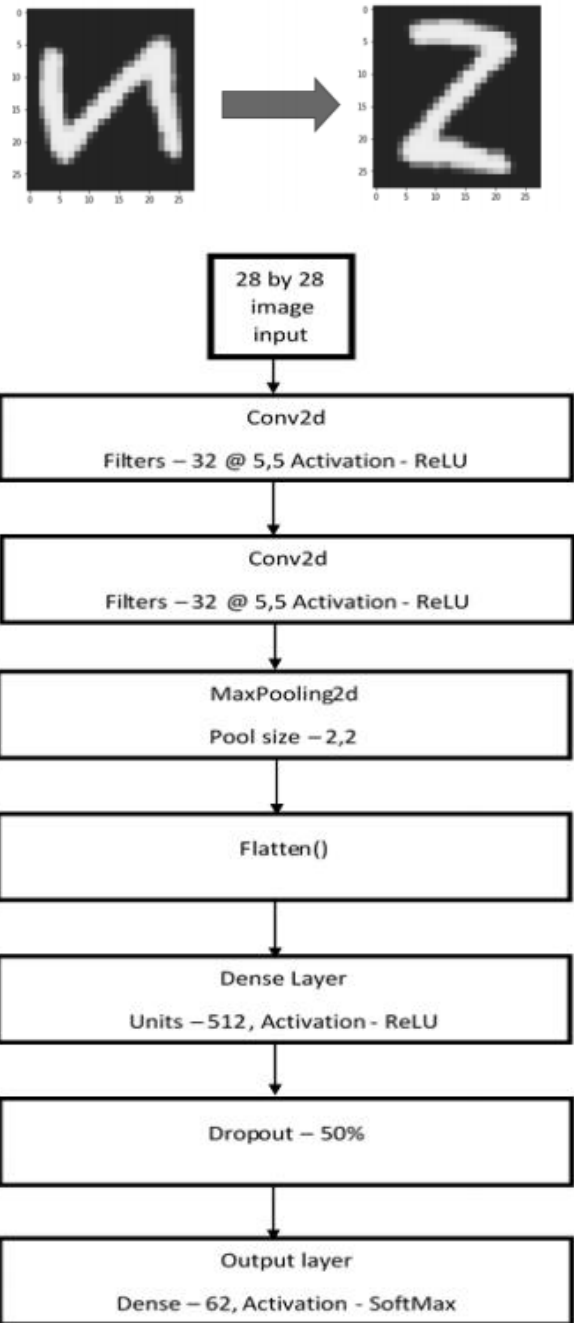 0
5
10
15
20
25
0 5 10 15 20 25
0
5
10
15
20
25
0 5 10 15 20 25
28 by 28
image
input
Conv2d
Filters – 32 @ 5,5 Activation - ReLU
Conv2d
Filters – 32 @ 5,5 Activation - ReLU
MaxPooling2d
Pool size – 2,2
Flatten()
Dense Layer
Units – 512, Activation - ReLU
Dropout – 50%
Output layer
Dense – 62, Activation - SoftMax